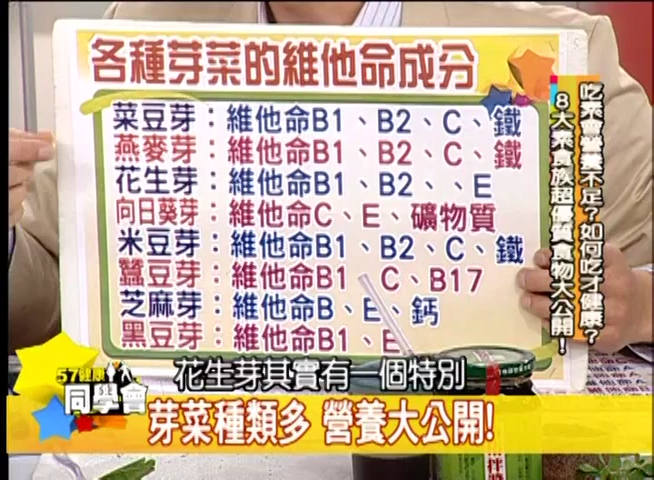 各種芽菜的維他命成分
菜豆芽：維他命B1、B2、C、鐵
燕麥芽：維他命B1、B2、C、鐵
花生芽：維他命B1、B2、、E
向日葵芽：維他命C、E、礦物質
米豆芽：維他命B1、B2、C、鐵
蠶豆芽：維他命B1 C、B17
芝麻芽：維他命B、E、鈣
黑豆芽：維他命B1、E
吃素會營養不足？如何吃才健康？
8大素食族超優質食物大公開！
花生芽其實有一個特別
57健康
同學會
芽菜種類多 營養大公開!